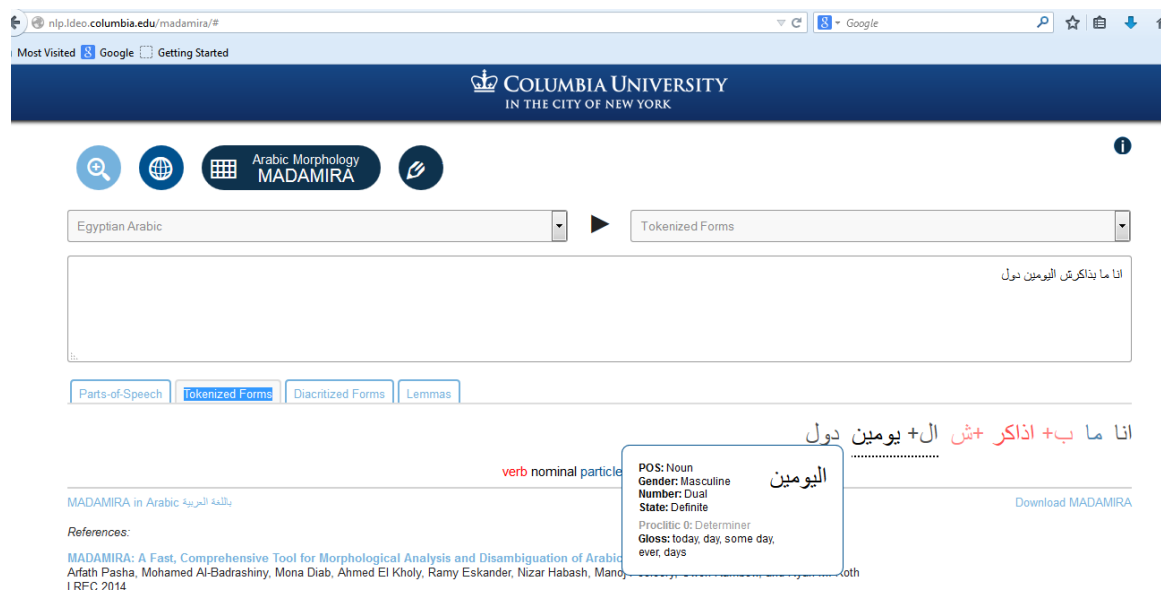 nlp.ldeo.columbia.edu/madamira/#
Google
Most Visited Google Getting Started
COLUMBIA UNIVERSITY
IN THE CITY OF NEW YORK
Arabic Morphology
MADAMIRA
Egyptian Arabic
Tokenized Forms
انا ما بذاكرش اليومين دول
Parts-of-Speech Tokenized Forms Diacritized Forms Lemmas
انا ما ب+ اذاكر +ش ال+ يومين دول
verb nominal particle
اليومين
POS: Noun
Gender: Masculine
Number: Dual
State: Definite
Proclitic 0: Determiner
Gloss: today, day, some day,
ever, days
MADAMIRA in Arabic باللغة العربية
Download MADAMIRA
References:
MADAMIRA: A Fast, Comprehensive Tool for Morphological Analysis and Disambiguation of Arabic
Arfath Pasha, Mohamed Al-Badrashiny, Mona Diab, Ahmed El Kholy, Ramy Eskander, Nizar Habash,
LREC 2014